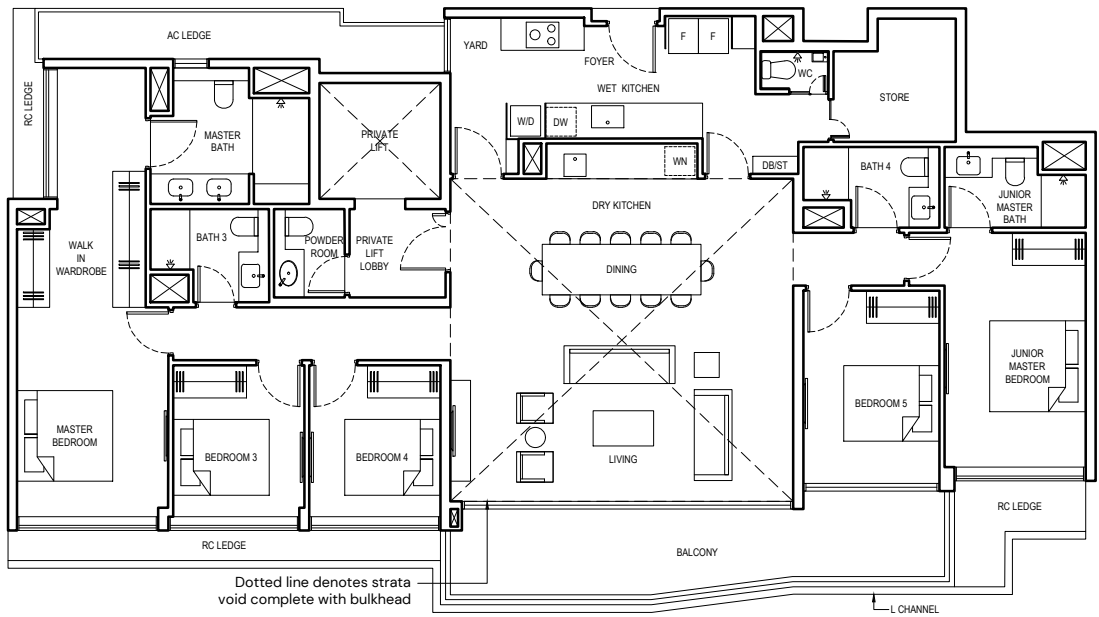 AC LEDGE
YARD
F
F
FOYER
WC
WET KITCHEN
RC LEDGE
STORE
W/D
DW
MASTER
BATH
PRIVATE
LIFT
WN
DB/ST
BATH 4
JUNIOR
MASTER
BATH
DRY KITCHEN
WALK
IN
WARDROBE
BATH 3
POWDER
ROOM
PRIVATE
LIFT
LOBBY
DINING
JUNIOR
MASTER
BEDROOM
BEDROOM 5
MASTER
BEDROOM
BEDROOM 3
BEDROOM 4
LIVING
RC LEDGE
RC LEDGE
BALCONY
Dotted line denotes strata
void complete with bulkhead
L CHANNEL